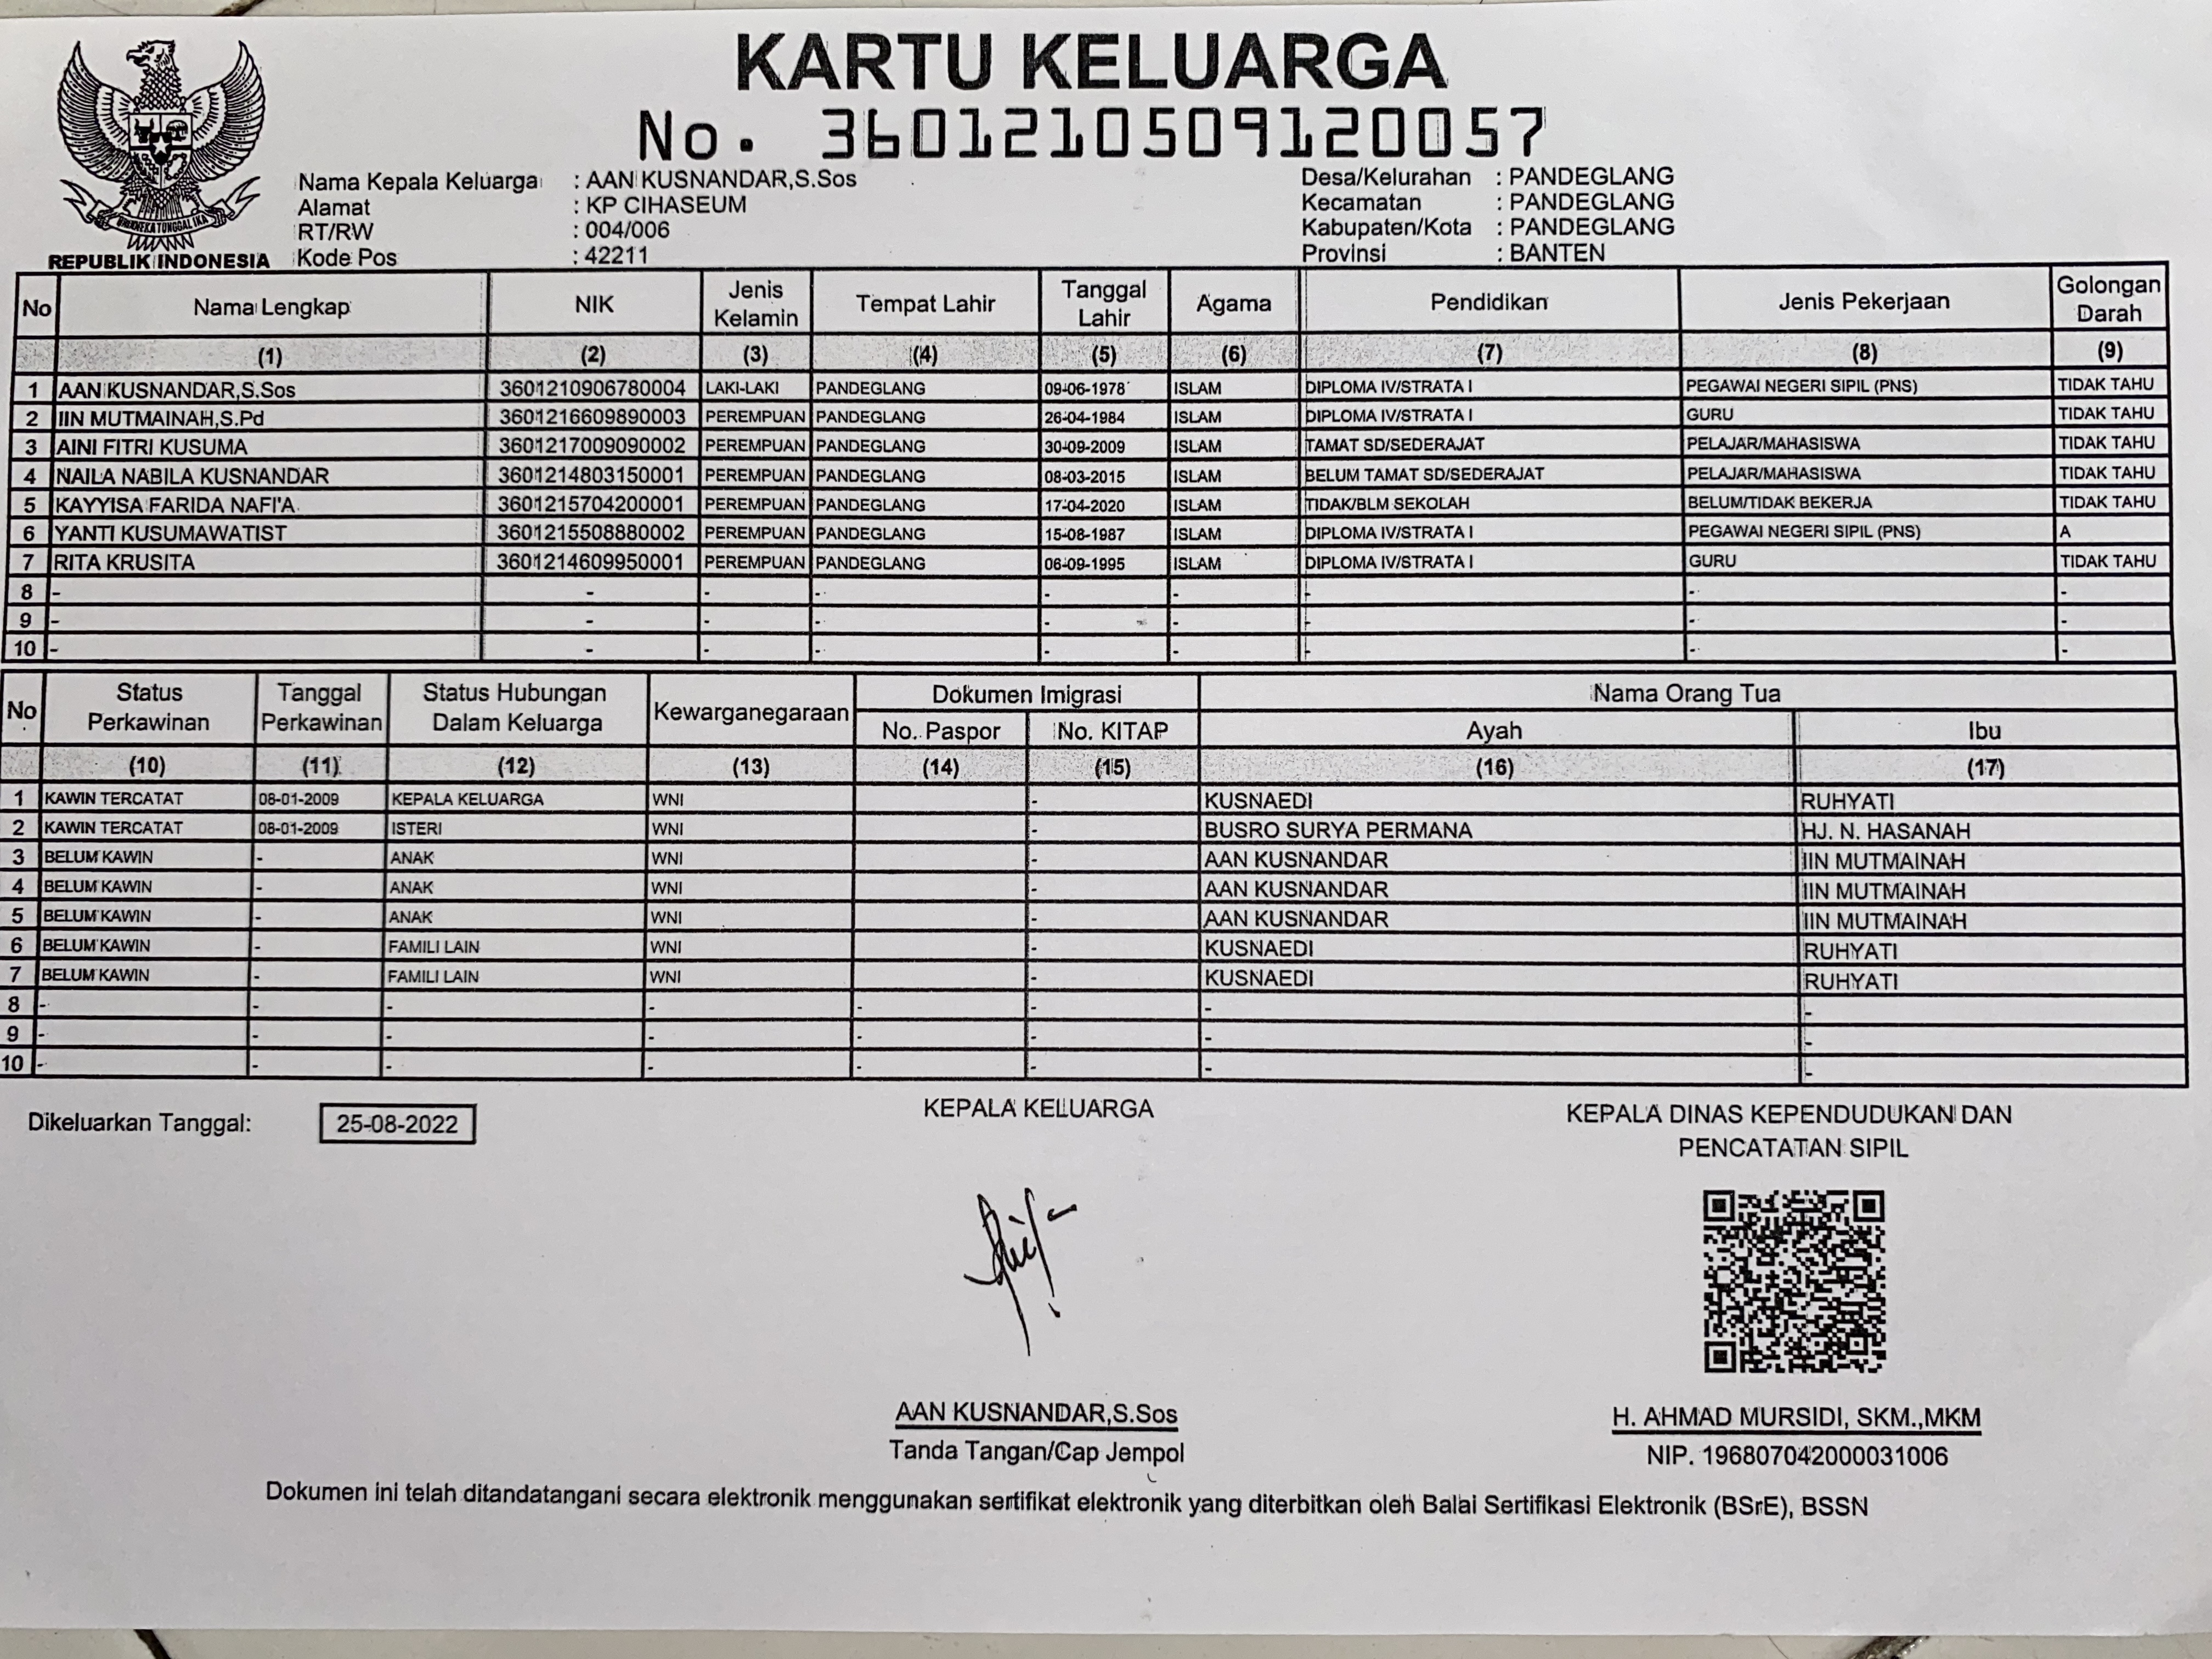 KARTU KELUARGA
No. 3601210509120057
REPUBLIK INDONESIA
Nama Kepala Keluarga : AAN KUSNANDAR,S.Sos
Alamat : KP CIHASEUM
RT/RW : 004/006
Kode Pos : 42211
Desa/Kelurahan : PANDEGLANG
Kecamatan : PANDEGLANG
Kabupaten/Kota : PANDEGLANG
Provinsi : BANTEN
No Nama Lengkap NIK Jenis Kelamin Tempat Lahir Tanggal Lahir Agama Pendidikan Jenis Pekerjaan Golongan Darah
(1) (2) (3) (4) (5) (6) (7) (8) (9)
1 AAN KUSNANDAR,S.Sos 3601210906780004 LAKI-LAKI PANDEGLANG 09-06-1978 ISLAM DIPLOMA IV/STRATA I PEGAWAI NEGERI SIPIL (PNS) TIDAK TAHU
2 IIN MUTMAINAH,S.Pd 3601216609890003 PEREMPUAN PANDEGLANG 26-04-1984 ISLAM DIPLOMA IV/STRATA I GURU TIDAK TAHU
3 AINI FITRI KUSUMA 3601217009090002 PEREMPUAN PANDEGLANG 30-09-2009 ISLAM TAMAT SD/SEDERAJAT PELAJAR/MAHASISWA TIDAK TAHU
4 NAILA NABILA KUSNANDAR 3601214803150001 PEREMPUAN PANDEGLANG 08-03-2015 ISLAM BELUM TAMAT SD/SEDERAJAT PELAJAR/MAHASISWA TIDAK TAHU
5 KAYYISA FARIDA NAFI'A 3601215704200001 PEREMPUAN PANDEGLANG 17-04-2020 ISLAM TIDAK/BLM SEKOLAH BELUM/TIDAK BEKERJA TIDAK TAHU
6 YANTI KUSUMAWATIST 3601215508880002 PEREMPUAN PANDEGLANG 15-08-1987 ISLAM DIPLOMA IV/STRATA I PEGAWAI NEGERI SIPIL (PNS) A
7 RITA KRUSITA 3601214609950001 PEREMPUAN PANDEGLANG 06-09-1995 ISLAM DIPLOMA IV/STRATA I GURU TIDAK TAHU
8 - - - - - - - - -
9 - - - - - - - - -
10 - - - - - - - - -
No Status Perkawinan Tanggal Perkawinan Status Hubungan Dalam Keluarga Kewarganegaraan Dokumen Imigrasi Nama Orang Tua
No. Paspor No. KITAP Ayah Ibu
(10) (11) (12) (13) (14) (15) (16) (17)
1 KAWIN TERCATAT 08-01-2009 KEPALA KELUARGA WNI - KUSNAEDI RUHYATI
2 KAWIN TERCATAT 08-01-2009 ISTERI WNI - BUSRO SURYA PERMANA HJ. N. HASANAH
3 BELUM KAWIN - ANAK WNI - AAN KUSNANDAR IIN MUTMAINAH
4 BELUM KAWIN - ANAK WNI - AAN KUSNANDAR IIN MUTMAINAH
5 BELUM KAWIN - ANAK WNI - AAN KUSNANDAR IIN MUTMAINAH
6 BELUM KAWIN - FAMILI LAIN WNI - KUSNAEDI RUHYATI
7 BELUM KAWIN - FAMILI LAIN WNI - KUSNAEDI RUHYATI
8 - - - - - - - -
9 - - - - - - - -
10 - - - - - - - -
Dikeluarkan Tanggal: 25-08-2022
KEPALA KELUARGA
AAN KUSNANDAR,S.Sos
Tanda Tangan/Cap Jempol
KEPALA DINAS KEPENDUDUKAN DAN
PENCATATAN SIPIL
H. AHMAD MURSIDI, SKM.,MKM
NIP. 196807042000031006
Dokumen ini telah ditandatangani secara elektronik menggunakan sertifikat elektronik yang diterbitkan oleh Balai Sertifikasi Elektronik (BSrE), BSSN